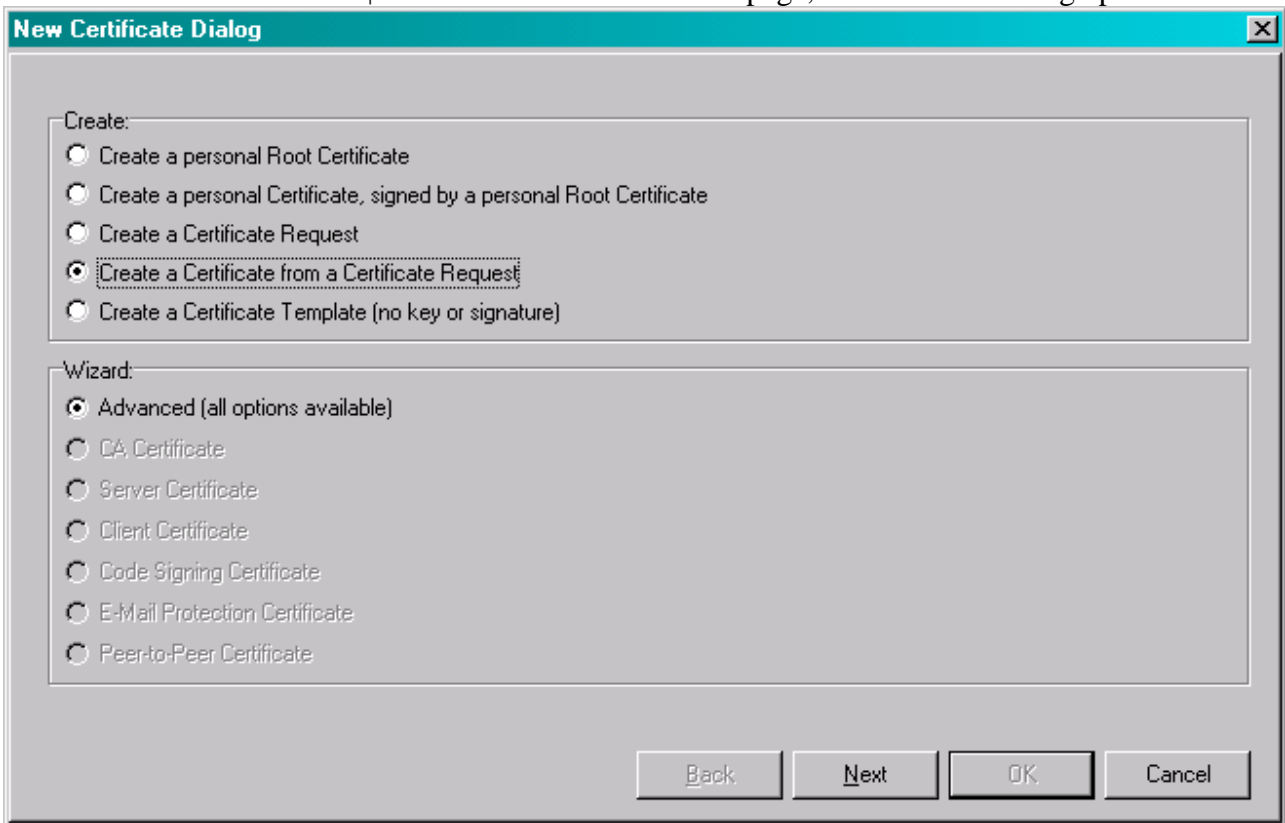 New Certificate Dialog
Create:
Create a personal Root Certificate
Create a personal Certificate, signed by a personal Root Certificate
Create a Certificate Request
Create a Certificate from a Certificate Request
Create a Certificate Template (no key or signature)
Wizard:
Advanced (all options available)
CA Certificate
Server Certificate
Client Certificate
Code Signing Certificate
E-Mail Protection Certificate
Peer-to-Peer Certificate
Back Next OK Cancel